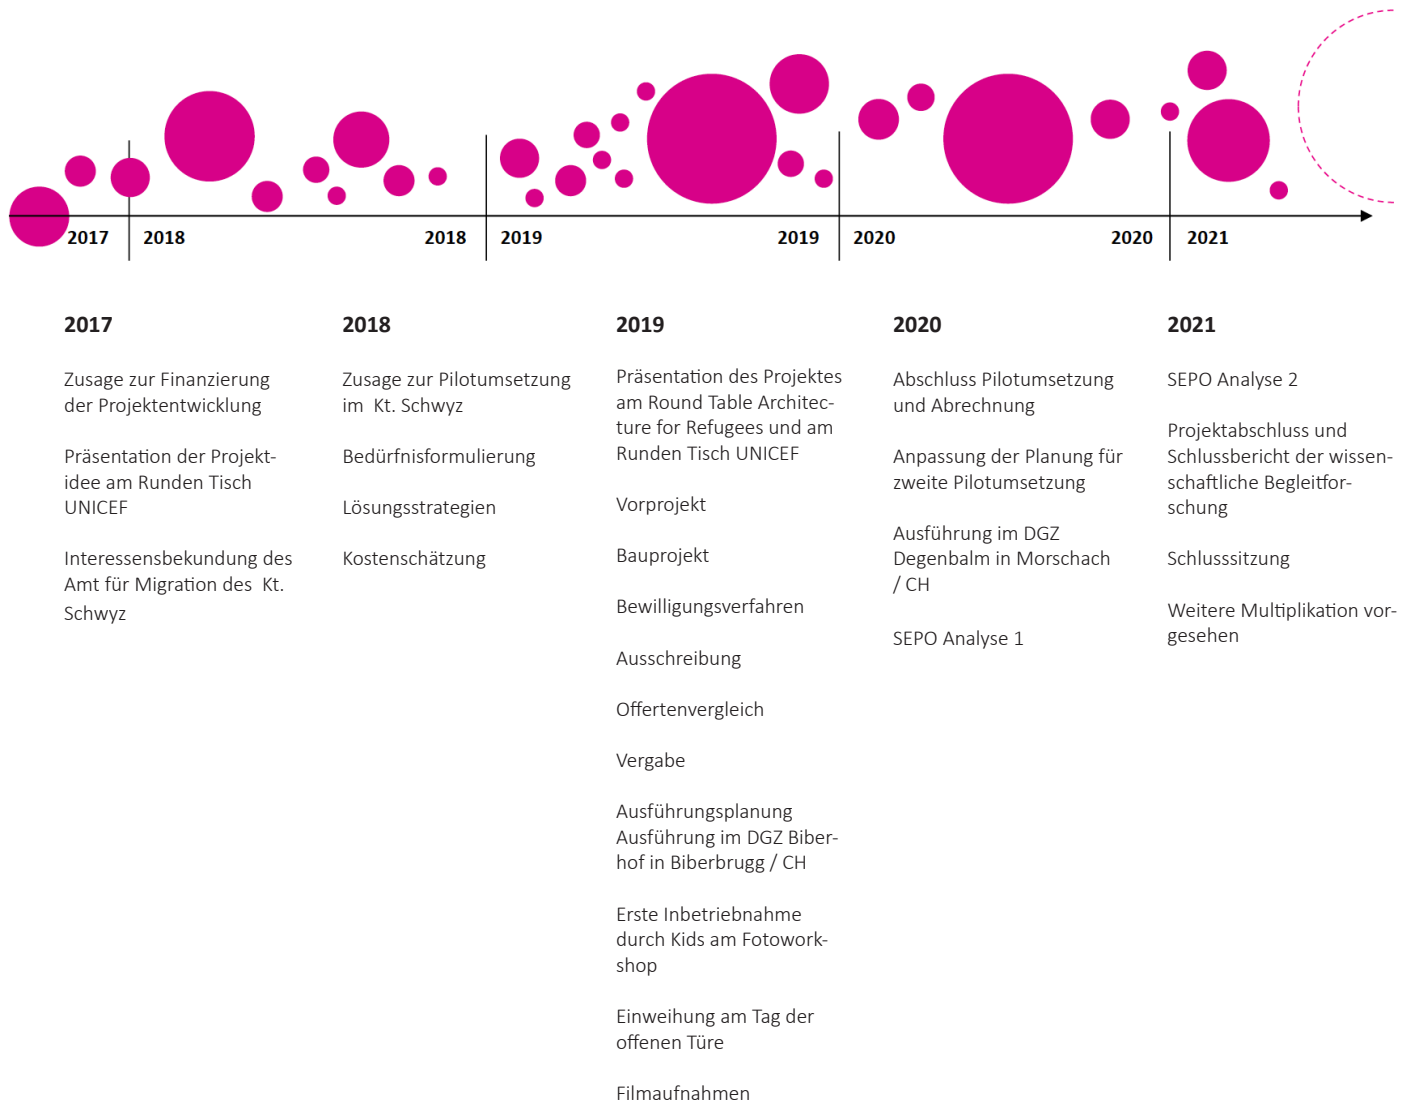 2017
2018
2018
2019
2019
2020
2020
2021
2017
Zusage zur Finanzierung
der Projektentwicklung
Präsentation der Projekt-
idee am Runden Tisch
UNICEF
Interessensbekundung des
Amt für Migration des Kt.
Schwyz
2018
Zusage zur Pilotumsetzung
im Kt. Schwyz
Bedürfnisformulierung
Lösungsstrategien
Kostenschätzung
2019
Präsentation des Projektes
am Round Table Architec-
ture for Refugees und am
Runden Tisch UNICEF
Vorprojekt
Bauprojekt
Bewilligungsverfahren
Ausschreibung
Offertenvergleich
Vergabe
Ausführungsplanung
Ausführung im DGZ Biber-
hof in Biberbrugg / CH
Erste Inbetriebnahme
durch Kids am Fotowork-
shop
Einweihung am Tag der
offenen Türe
Filmaufnahmen
2020
Abschluss Pilotumsetzung
und Abrechnung
Anpassung der Planung für
zweite Pilotumsetzung
Ausführung im DGZ
Degenbalm in Morschach
/ CH
SEPO Analyse 1
2021
SEPO Analyse 2
Projektabschluss und
Schlussbericht der wissen-
schaftliche Begleitfor-
schung
Schlusssitzung
Weitere Multiplikation vor-
gesehen